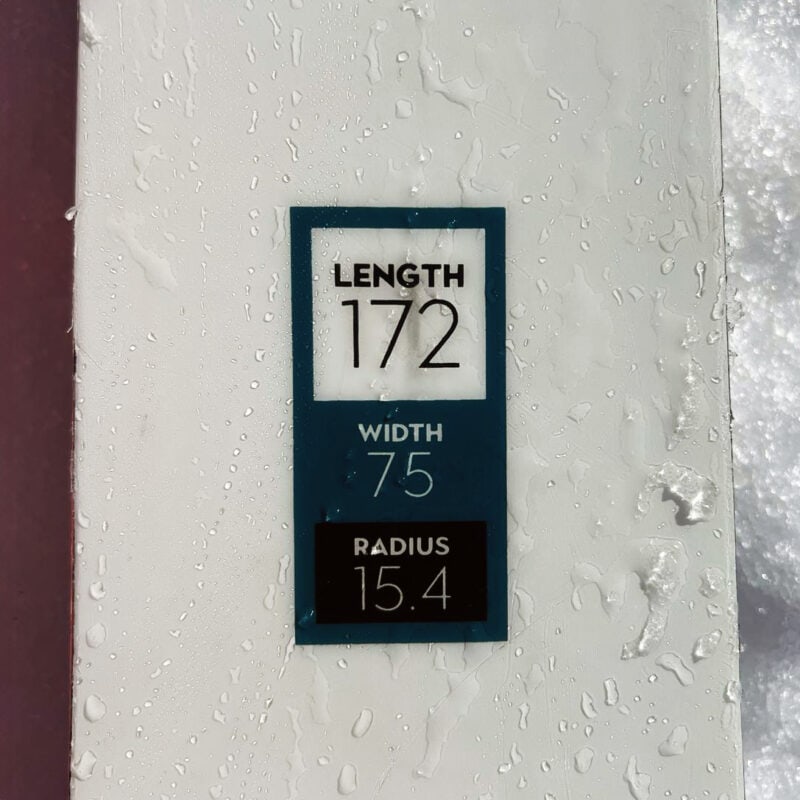 LENGTH
172
WIDTH
75
RADIUS
15.4